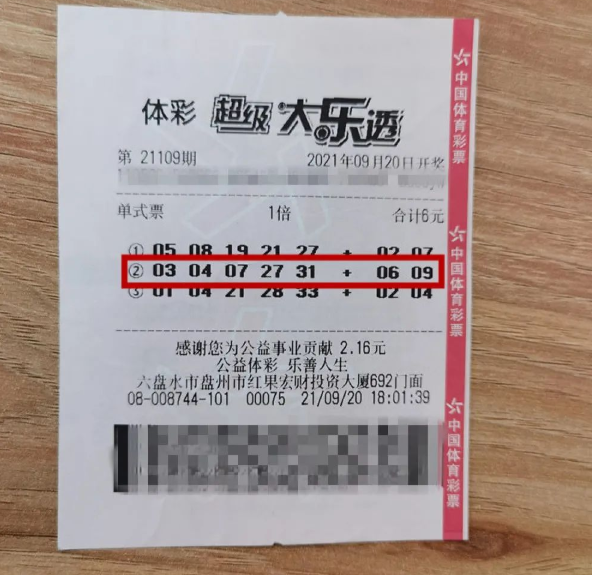 体彩 超级大乐透
第 21109期 2021年09月20日开奖
单式票 1倍 合计6元
① 05 08 19 21 27 + 02 07
② 03 04 07 27 31 + 06 09
③ 01 04 21 28 33 + 02 04
感谢您为公益事业贡献 2.16元
公益体彩 乐善人生
六盘水市盘州市红果宏财投资大厦692门面
08-008744-101 00075 21/09/20 18:01:39
中国体育彩票
中国体育彩票
中国体育彩票